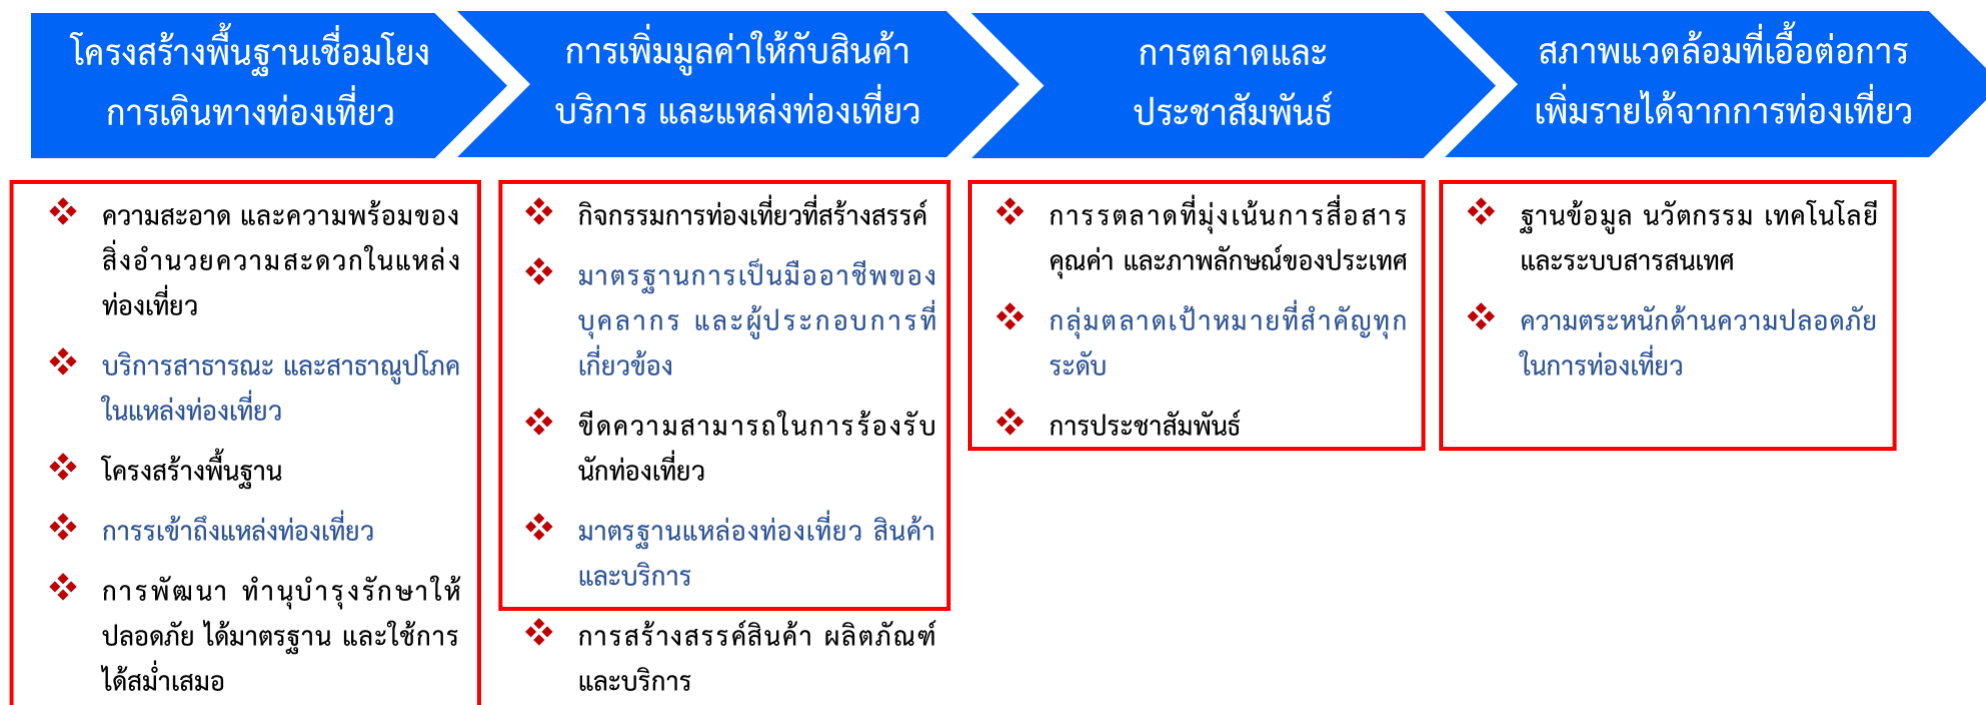 โครงสร้างพื้นฐานเชื่อมโยง
การเดินทางท่องเที่ยว
การเพิ่มมูลค่าให้กับสินค้า
บริการ และแหล่งท่องเที่ยว
การตลาดและ
ประชาสัมพันธ์
สภาพแวดล้อมที่เอื้อต่อการ
เพิ่มรายได้จากการท่องเที่ยว
ความสะอาด และความพร้อมของ
สิ่งอำนวยความสะดวกในแหล่ง
ท่องเที่ยว
บริการสาธารณะ และสาธาณูปโภค
ในแหล่งท่องเที่ยว
โครงสร้างพื้นฐาน
การรเข้าถึงแหล่งท่องเที่ยว
การพัฒนา ทำนุบำรุงรักษาให้
ปลอดภัย ได้มาตรฐาน และใช้การ
ได้สม่ำเสมอ
กิจกรรมการท่องเที่ยวที่สร้างสรรค์
มาตรฐานการเป็นมืออาชีพของ
บุคลากร และผู้ประกอบการที่
เกี่ยวข้อง
ขีดความสามารถในการร้องรับ
นักท่องเที่ยว
มาตรฐานแหล่องท่องเที่ยว สินค้า
และบริการ
การสร้างสรรค์สินค้า ผลิตภัณฑ์
และบริการ
การรตลาดที่มุ่งเน้นการสื่อสาร
คุณค่า และภาพลักษณ์ของประเทศ
กลุ่มตลาดเป้าหมายที่สำคัญทุก
ระดับ
การประชาสัมพันธ์
ฐานข้อมูล นวัตกรรม เทคโนโลยี
และระบบสารสนเทศ
ความตระหนักด้านความปลอดภัย
ในการท่องเที่ยว